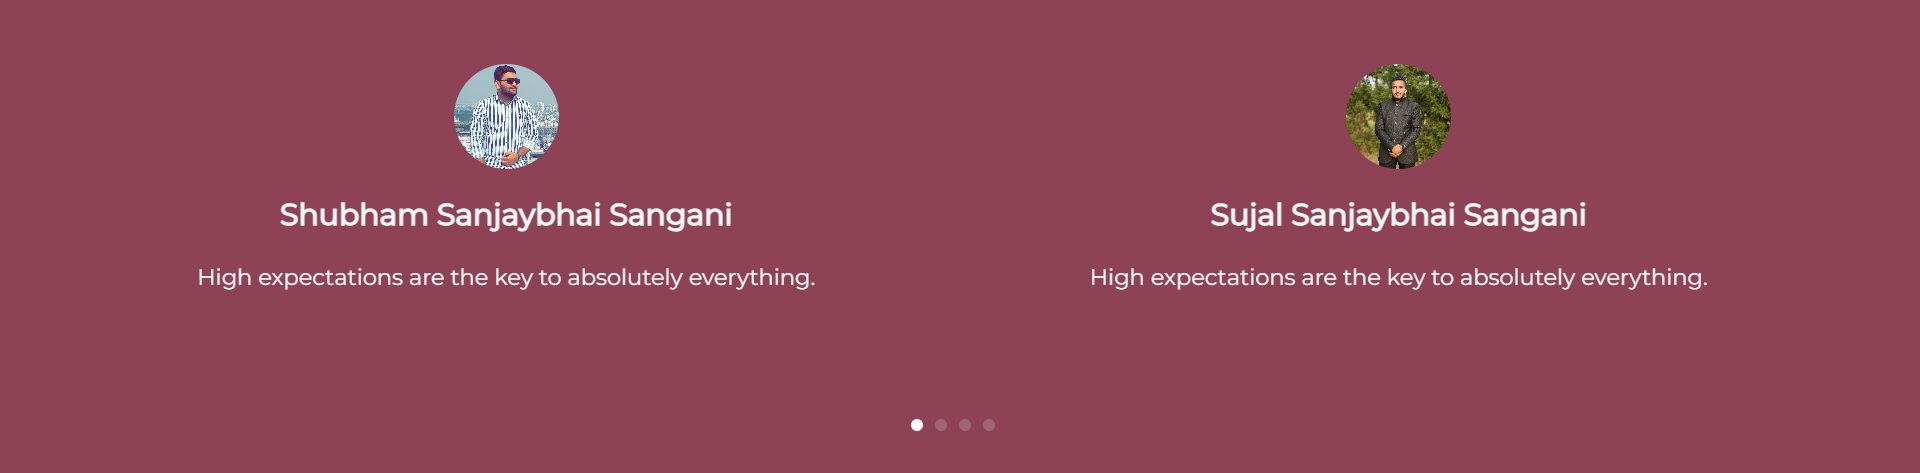 Shubham Sanjaybhai Sangani
High expectations are the key to absolutely everything.
Sujal Sanjaybhai Sangani
High expectations are the key to absolutely everything.